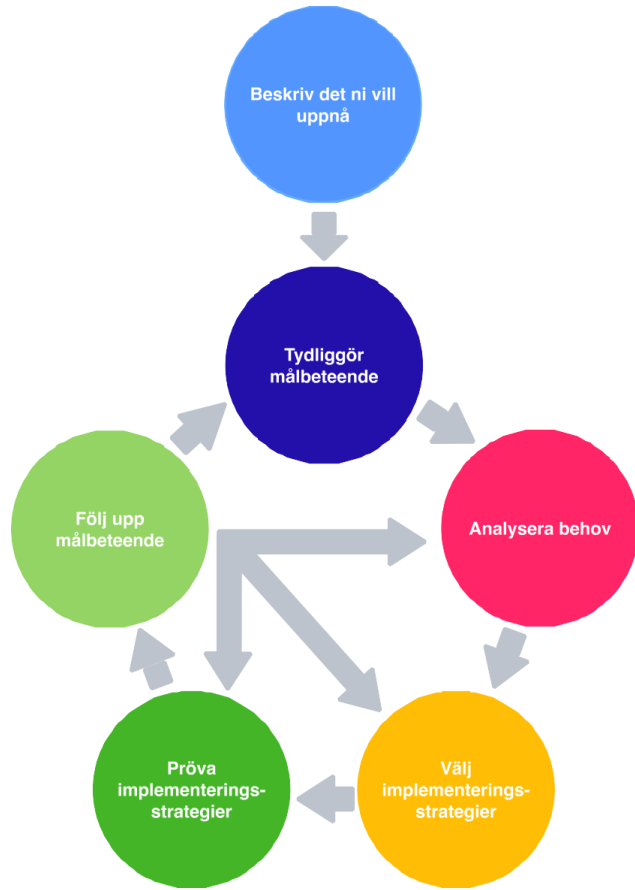 Beskriv det ni vill
uppnå
Tydliggör
målbeteende
Analysera behov
Välj
implementerings-
strategier
Pröva
implementerings-
strategier
Följ upp
målbeteende